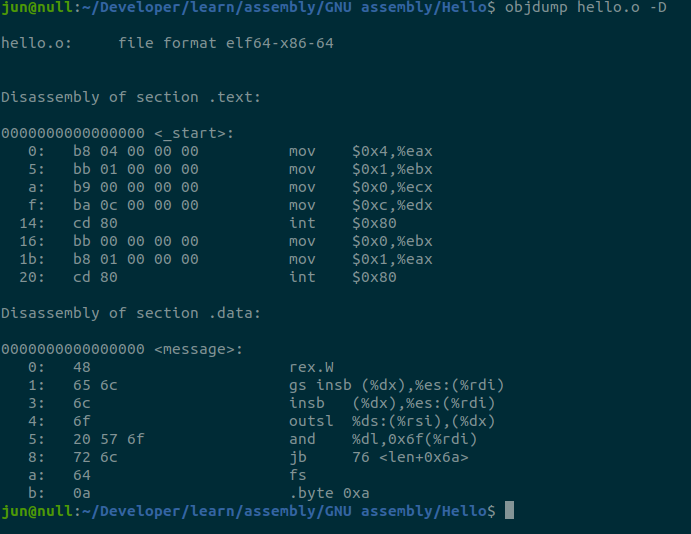 jun@null:~/Developer/learn/assembly/GNU assembly/Hello$ objdump hello.o -D
hello.o:     file format elf64-x86-64
Disassembly of section .text:
0000000000000000 <_start>:
   0:   b8 04 00 00 00          mov    $0x4,%eax
   5:   bb 01 00 00 00          mov    $0x1,%ebx
   a:   b9 00 00 00 00          mov    $0x0,%ecx
   f:   ba 0c 00 00 00          mov    $0xc,%edx
  14:   cd 80                   int    $0x80
  16:   bb 00 00 00 00          mov    $0x0,%ebx
  1b:   b8 01 00 00 00          mov    $0x1,%eax
  20:   cd 80                   int    $0x80
Disassembly of section .data:
0000000000000000 <message>:
   0:   48                      rex.W
   1:   65 6c                   gs insb (%dx),%es:(%rdi)
   3:   6c                      insb   (%dx),%es:(%rdi)
   4:   6f                      outsl  %ds:(%rsi),(%dx)
   5:   20 57 6f                and    %dl,0x6f(%rdi)
   8:   72 6c                   jb     76 <len+0x6a>
   a:   64                      fs
   b:   0a                      .byte 0xa
jun@null:~/Developer/learn/assembly/GNU assembly/Hello$